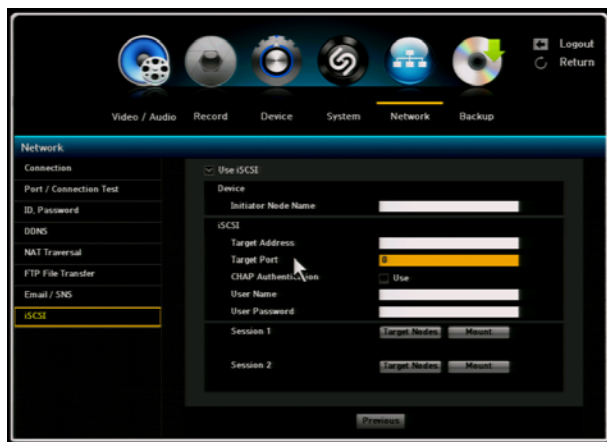 Logout
Return
Video / Audio Record Device System Network Backup
Network
Connection
Port / Connection Test
ID, Password
DDNS
NAT Traversal
FTP File Transfer
Email / SNS
iSCSI
Use iSCSI
Device
Initiator Node Name
iSCSI
Target Address
Target Port 0
CHAP Authentication Use
User Name
User Password
Session 1 Target Nodes Mount
Session 2 Target Nodes Mount
Previous